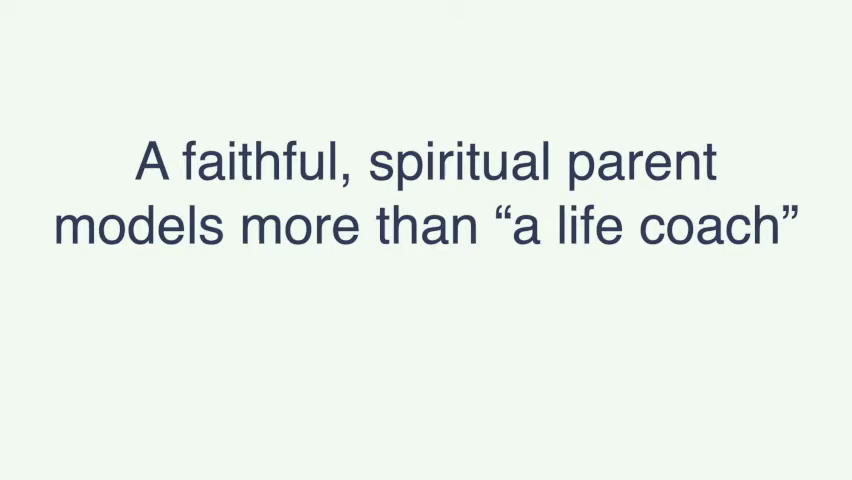 A faithful, spiritual parent
models more than “a life coach”